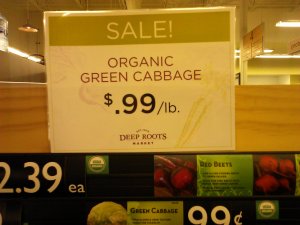 SALE!
ORGANIC
GREEN CABBAGE
$.99/lb.
DEEP ROOTS
MARKET
2.39 ea
RED BEETS
GREEN CABBAGE
99¢